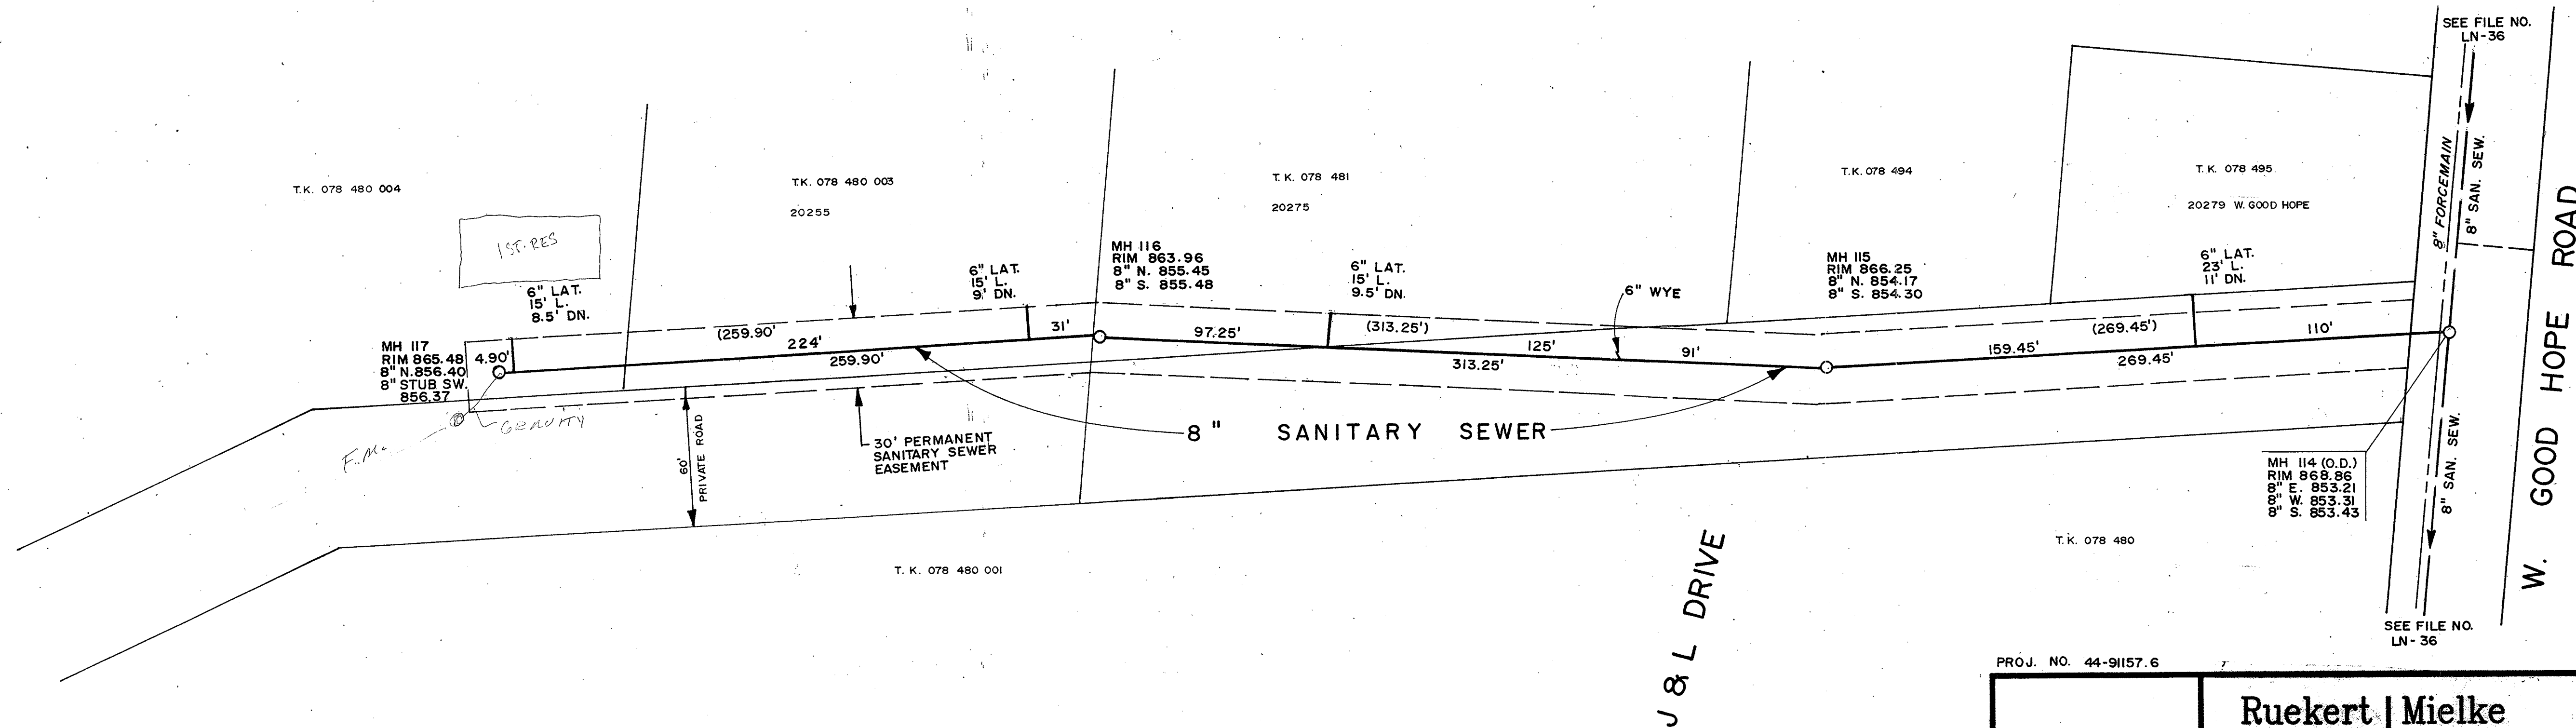 SEE FILE NO.
LN-36
T.K. 078 480 004
T.K. 078 480 003
20255
T.K. 078 481
20275
T.K. 078 494
T.K. 078 495
20279 W. GOOD HOPE
8" FORCEMAIN
8" SAN. SEW.
W. GOOD HOPE ROAD
1 ST. RES
6" LAT.
15' L.
8.5' DN.
6" LAT.
15' L.
9' DN.
MH 116
RIM 863.96
8" N. 855.45
8" S. 855.48
6" LAT.
15' L.
9.5' DN.
6" WYE
MH 115
RIM 866.25
8" N. 854.17
8" S. 854.30
6" LAT.
23' L.
11' DN.
MH 117
RIM 865.48
8" N. 856.40
8" STUB SW.
856.37
4.90'
(259.90')
224'
259.90'
31'
97.25'
(313.25')
125'
313.25'
91'
(269.45')
159.45'
269.45'
110'
F.M.
GRAVITY
60'
PRIVATE ROAD
30' PERMANENT
SANITARY SEWER
EASEMENT
8" SANITARY SEWER
MH 114 (O.D.)
RIM 868.86
8" E. 853.21
8" W. 853.31
8" S. 853.43
8" SAN. SEW.
T.K. 078 480
T. K. 078 480 001
J & L DRIVE
SEE FILE NO.
LN-36
PROJ. NO. 44-91157.6
Ruekert | Mielke